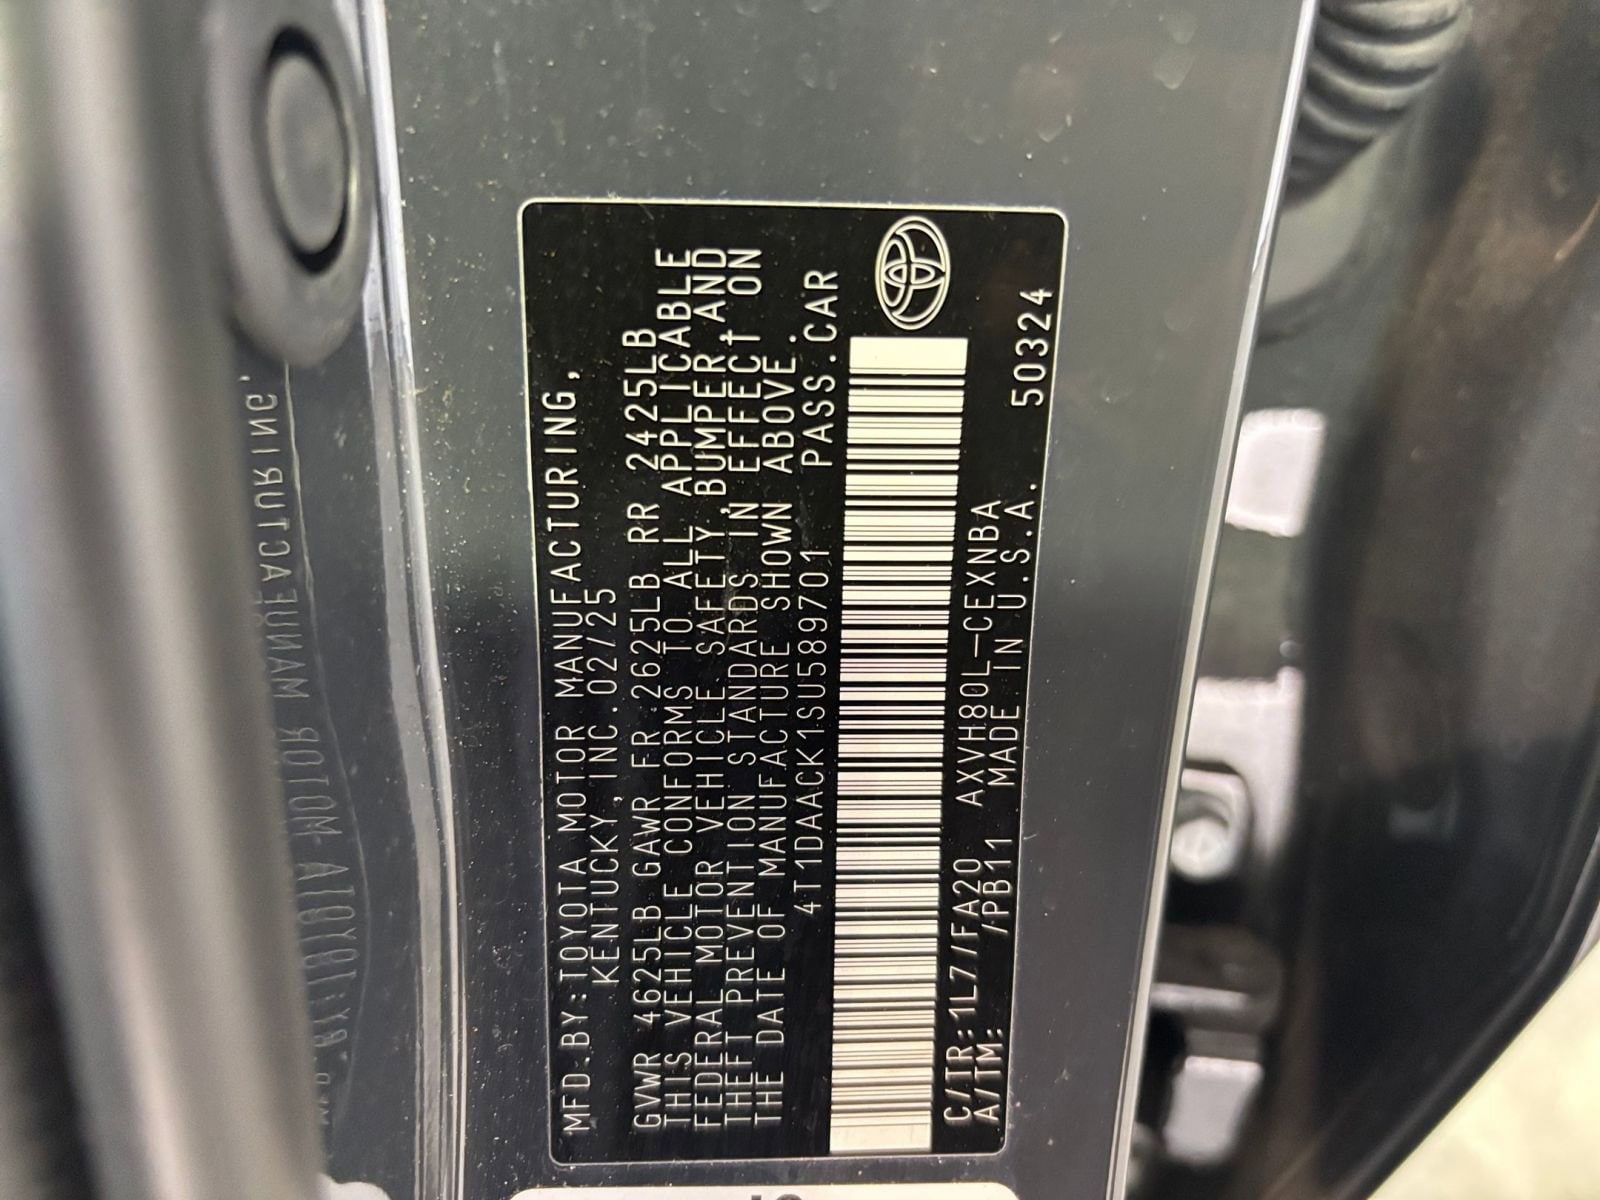 MFD.BY:TOYOTA MOTOR MANUFACTURING,
KENTUCKY,INC.02/25
GVWR 4625LB GAWR FR 2625LB RR 2425LB
THIS VEHICLE CONFORMS TO ALL APPLICABLE
FEDERAL MOTOR VEHICLE SAFETY,BUMPER,AND
THEFT PREVENTION STANDARDS IN EFFECT ON
THE DATE OF MANUFACTURE SHOWN ABOVE.
4T1DAACK1SU589701 PASS.CAR
C/TR:1L7/FA20 AXVH80L-CEXNBA
A/TM: /PB11 MADE IN U.S.A. 50324